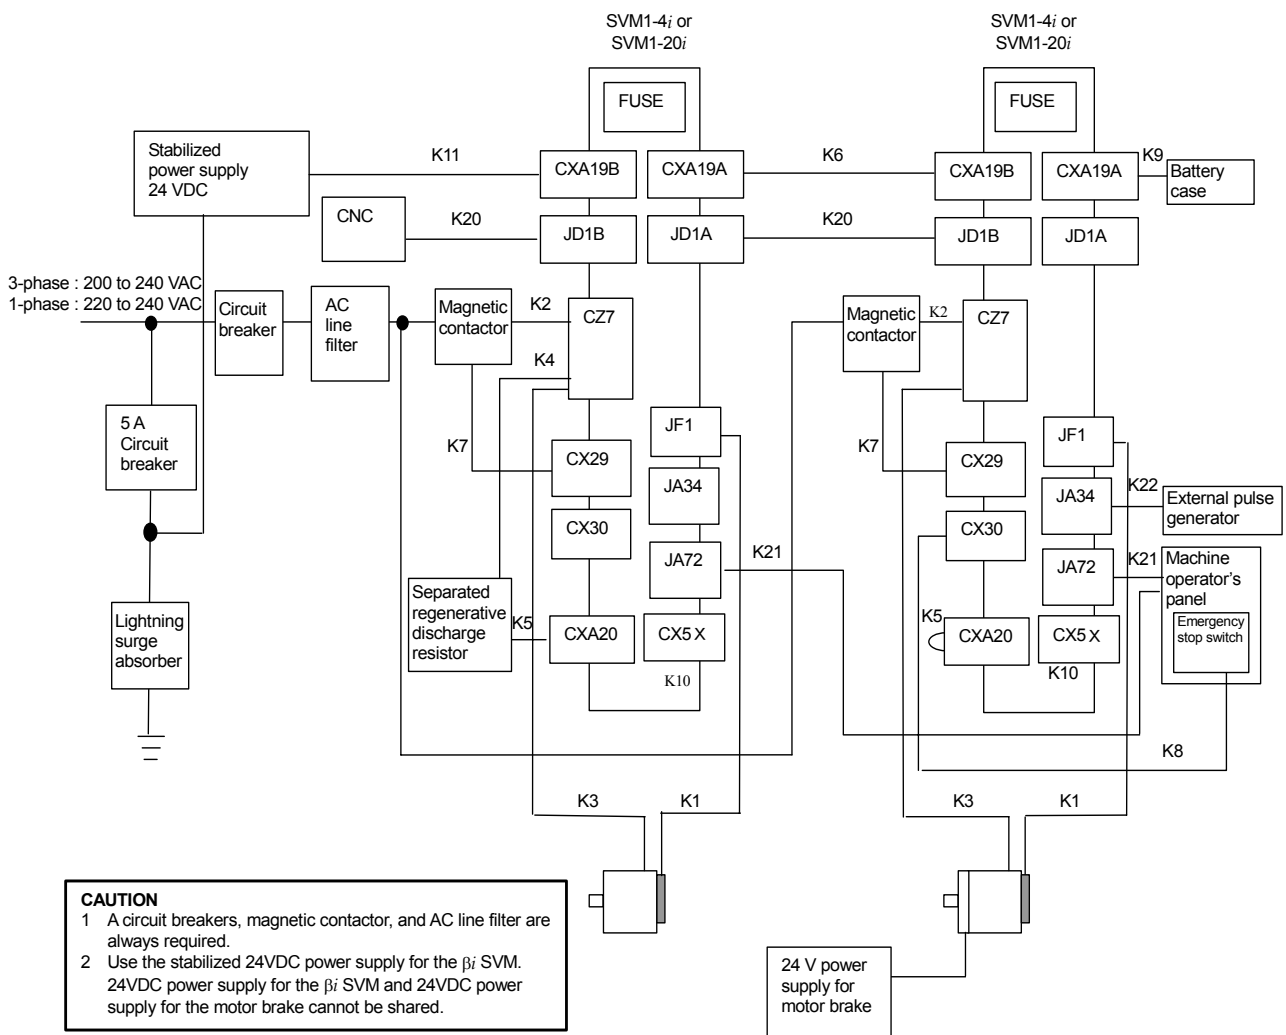 SVM1-4i or
SVM1-20i
SVM1-4i or
SVM1-20i
FUSE
FUSE
Stabilized
power supply
24 VDC
K11
CXA19B
CXA19A
K6
CXA19B
CXA19A
K9
Battery
case
CNC
K20
JD1B
JD1A
K20
JD1B
JD1A
3-phase : 200 to 240 VAC
1-phase : 220 to 240 VAC
Circuit
breaker
AC
line
filter
Magnetic
contactor
K2
CZ7
K4
Magnetic
contactor
K2
CZ7
5 A
Circuit
breaker
K7
CX29
JF1
JA34
CX30
JA72
K21
K7
CX29
JF1
JA34
K22
External pulse
generator
CX30
JA72
K21
Machine
operator's
panel
Emergency
stop switch
Lightning
surge
absorber
Separated
regenerative
discharge
resistor
K5
CXA20
CX5 X
K10
K5
CXA20
CX5 X
K10
K8
K3
K1
K3
K1
CAUTION
1 A circuit breakers, magnetic contactor, and AC line filter are
always required.
2 Use the stabilized 24VDC power supply for the βi SVM.
24VDC power supply for the βi SVM and 24VDC power
supply for the motor brake cannot be shared.
24 V power
supply for
motor brake